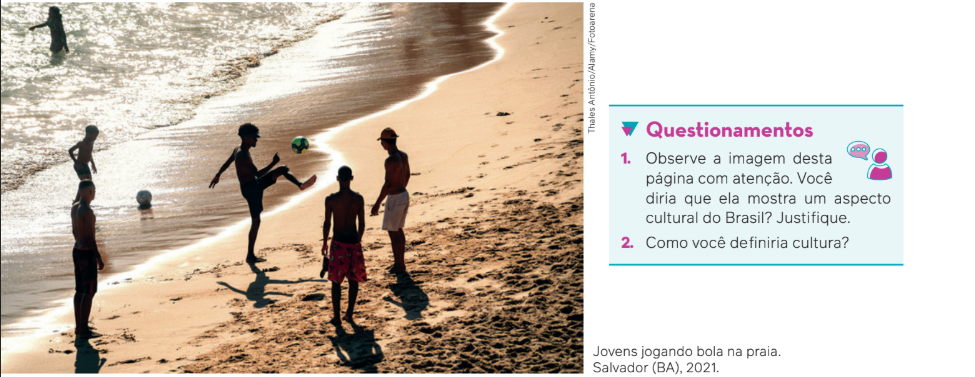 Thales Antônio/Alamy/Fotoarena
Questionamentos
1. Observe a imagem desta
página com atenção. Você
diria que ela mostra um aspecto
cultural do Brasil? Justifique.
2. Como você definiria cultura?
Jovens jogando bola na praia.
Salvador (BA), 2021.